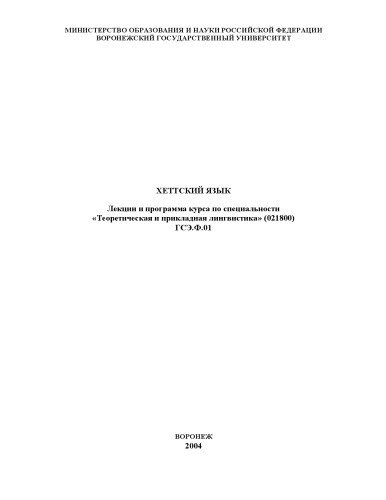 МИНИСТЕРСТВО ОБРАЗОВАНИЯ И НАУКИ РОССИЙСКОЙ ФЕДЕРАЦИИ
ВОРОНЕЖСКИЙ ГОСУДАРСТВЕННЫЙ УНИВЕРСИТЕТ
ХЕТТСКИЙ ЯЗЫК
Лекции и программа курса по специальности
«Теоретическая и прикладная лингвистика» (021800)
ГСЭ.Ф.01
ВОРОНЕЖ
2004